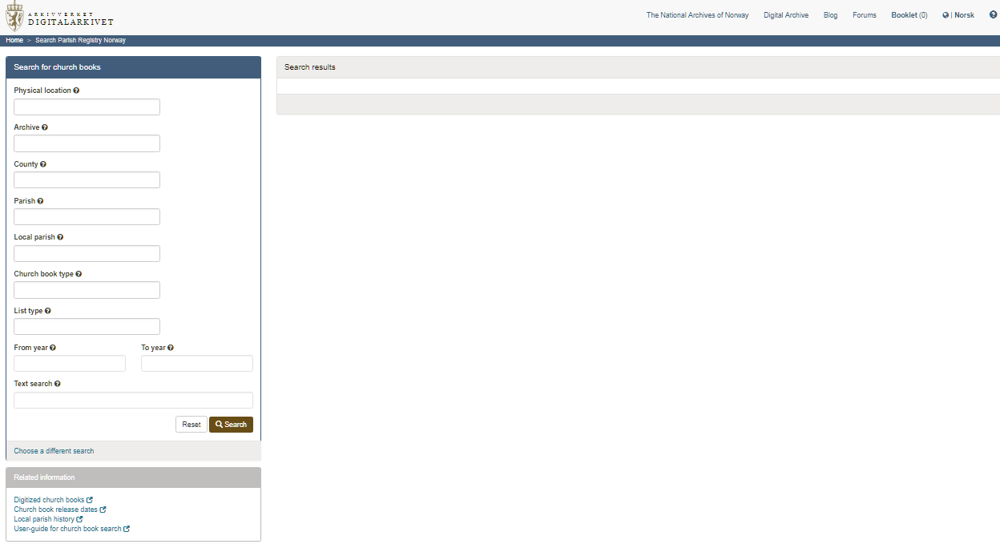 ARKIVVERKET
DIGITALARKIVET
The National Archives of Norway Digital Archive Blog Forums Booklet (0) | Norsk
Home > Search Parish Registry Norway
Search for church books
Physical location
Archive
County
Parish
Local parish
Church book type
List type
From year To year
Text search
Reset Search
Choose a different search
Related information
Digitized church books
Church book release dates
Local parish history
User-guide for church book search
Search results